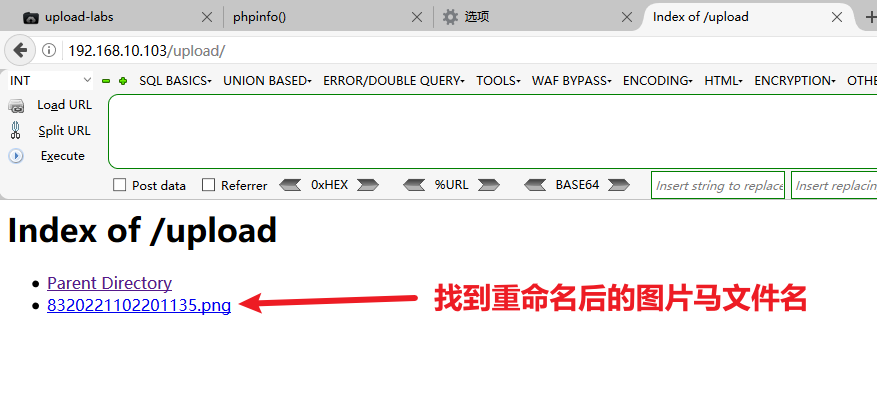 upload-labs
phpinfo()
选项
Index of /upload
192.168.10.103/upload/
INT
SQL BASICS
UNION BASED
ERROR/DOUBLE QUERY
TOOLS
WAF BYPASS
ENCODING
HTML
ENCRYPTION
OTHE
Load URL
Split URL
Execute
Post data
Referrer
0xHEX
%URL
BASE64
Insert string to replace
Insert replacin
Index of /upload
Parent Directory
8320221102201135.png
找到重命名后的图片马文件名